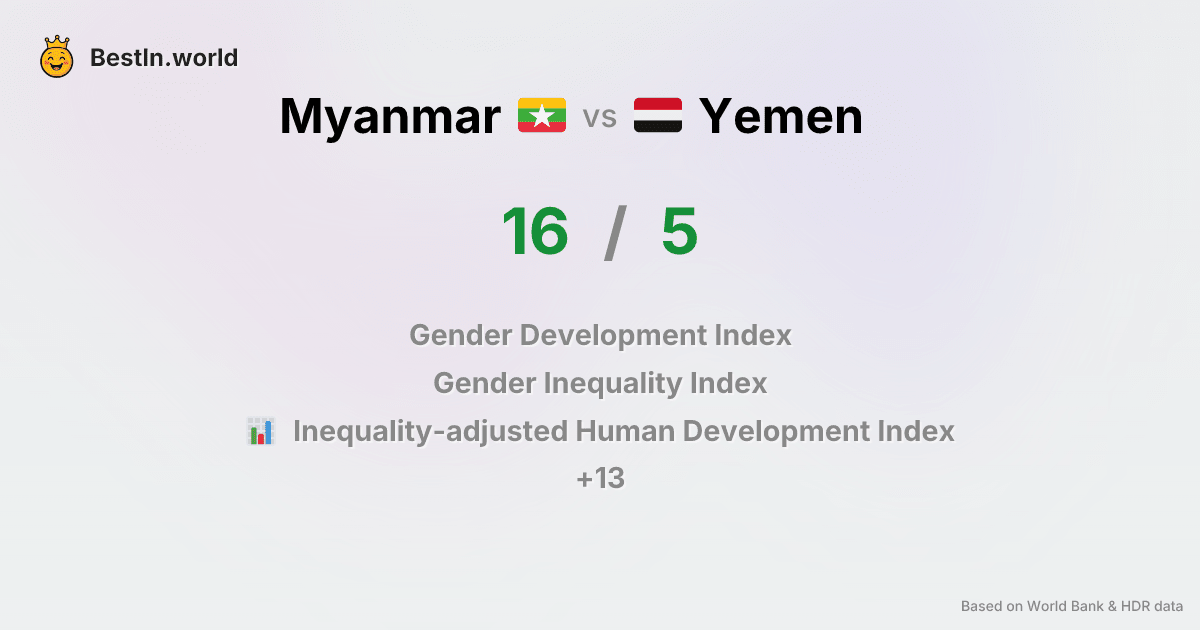 BestIn.world
Myanmar vs Yemen
16 / 5
Gender Development Index
Gender Inequality Index
Inequality-adjusted Human Development Index
+13
Based on World Bank & HDR data